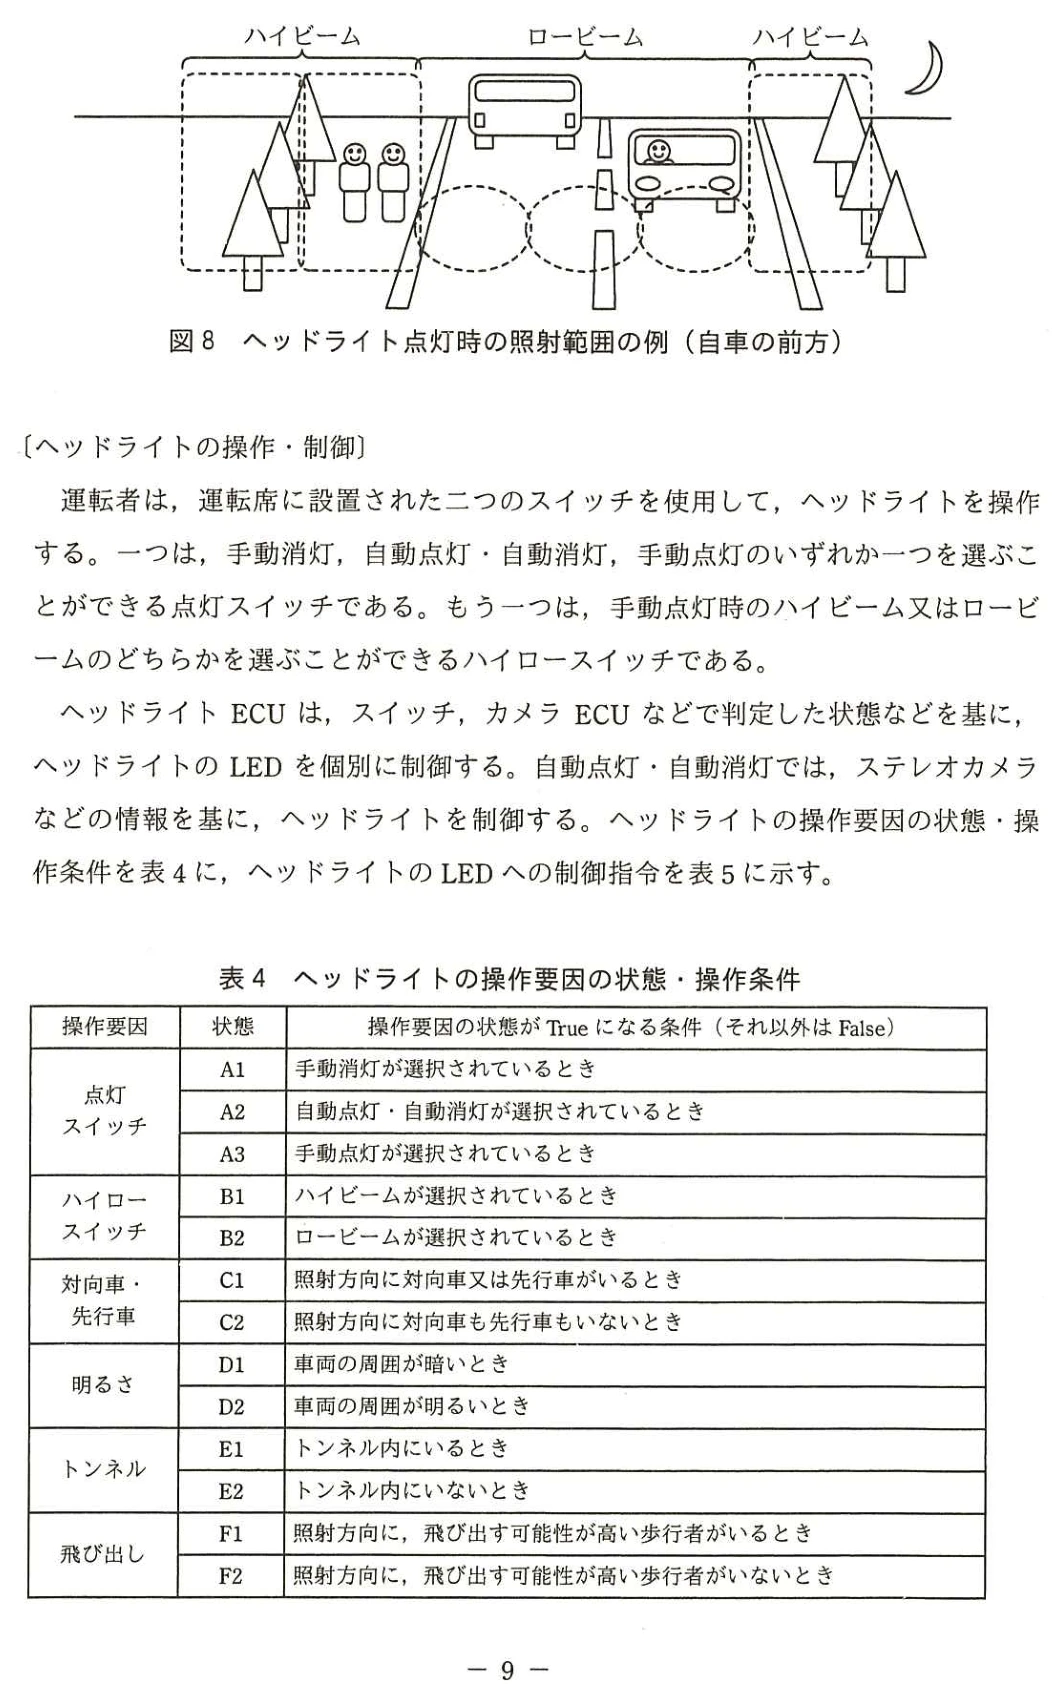 ハイビーム ロービーム ハイビーム
図8 ヘッドライト点灯時の照射範囲の例（自車の前方）
〔ヘッドライトの操作・制御〕
運転者は，運転席に設置された二つのスイッチを使用して，ヘッドライトを操作
する。一つは，手動消灯，自動点灯・自動消灯，手動点灯のいずれか一つを選ぶこ
とができる点灯スイッチである。もう一つは，手動点灯時のハイビーム又はロービ
ームのどちらかを選ぶことができるハイロースイッチである。
ヘッドライト ECU は，スイッチ，カメラ ECU などで判定した状態などを基に，
ヘッドライトの LED を個別に制御する。自動点灯・自動消灯では，ステレオカメラ
などの情報を基に，ヘッドライトを制御する。ヘッドライトの操作要因の状態・操
作条件を表4に，ヘッドライトの LED への制御指令を表5に示す。
表4 ヘッドライトの操作要因の状態・操作条件
操作要因 状態 操作要因の状態が True になる条件（それ以外は False）
点灯
スイッチ
A1 手動消灯が選択されているとき
A2 自動点灯・自動消灯が選択されているとき
A3 手動点灯が選択されているとき
ハイロー
スイッチ
B1 ハイビームが選択されているとき
B2 ロービームが選択されているとき
対向車・
先行車
C1 照射方向に対向車又は先行車がいるとき
C2 照射方向に対向車も先行車もいないとき
明るさ
D1 車両の周囲が暗いとき
D2 車両の周囲が明るいとき
トンネル
E1 トンネル内にいるとき
E2 トンネル内にいないとき
飛び出し
F1 照射方向に，飛び出す可能性が高い歩行者がいるとき
F2 照射方向に，飛び出す可能性が高い歩行者がいないとき
－ 9 －